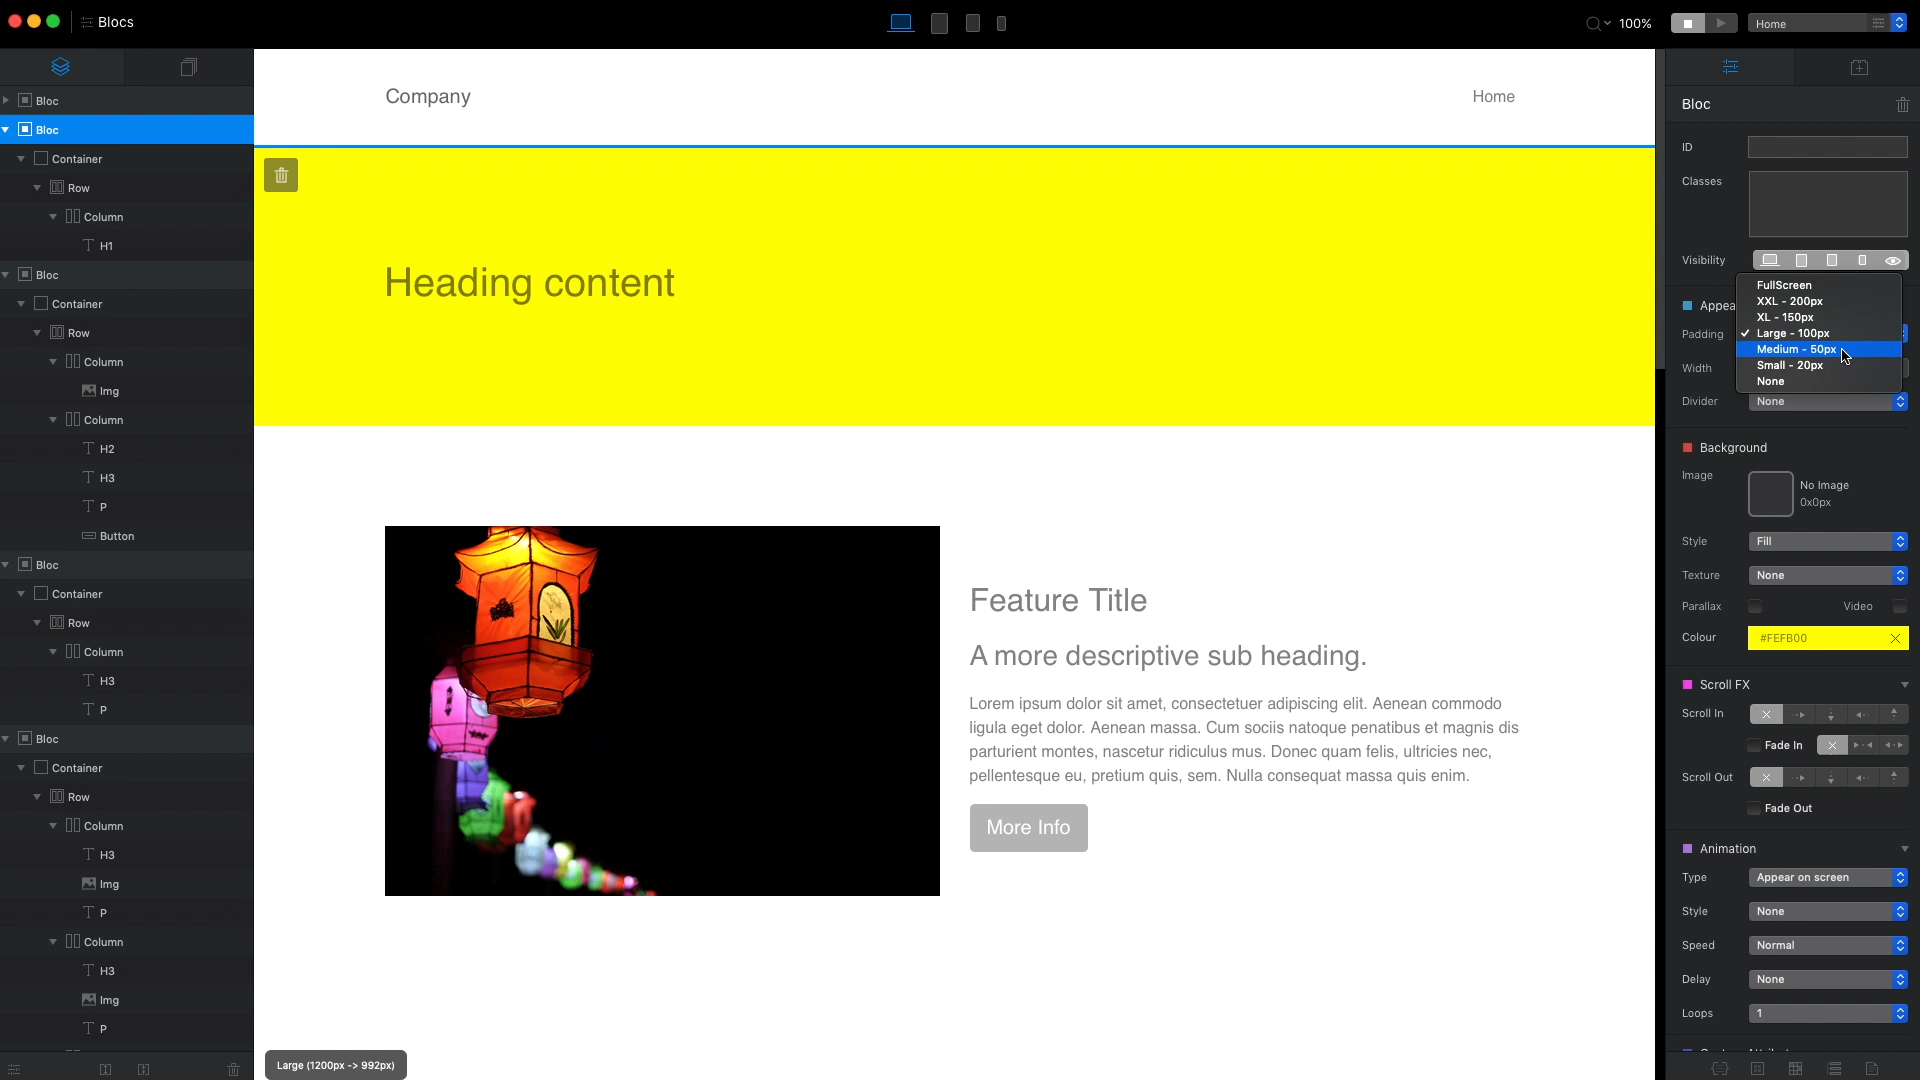 Blocs
100%
Home
Bloc
Bloc
Container
Row
Column
H1
Bloc
Container
Row
Column
Img
Column
H2
H3
P
Button
Bloc
Container
Row
Column
H3
P
Bloc
Container
Row
Column
H3
Img
P
Column
H3
Img
P
Company
Home
Heading content
Feature Title
A more descriptive sub heading.
Lorem ipsum dolor sit amet, consectetuer adipiscing elit. Aenean commodo
ligula eget dolor. Aenean massa. Cum sociis natoque penatibus et magnis dis
parturient montes, nascetur ridiculus mus. Donec quam felis, ultricies nec,
pellentesque eu, pretium quis, sem. Nulla consequat massa quis enim.
More Info
Large (1200px -> 992px)
Bloc
ID
Classes
Visibility
Appea
FullScreen
XXL - 200px
XL - 150px
Padding
✓ Large - 100px
Medium - 50px
Small - 20px
None
Width
Divider
None
Background
Image
No Image
0x0px
Style
Fill
Texture
None
Parallax
Video
Colour
#FEFB00
Scroll FX
Scroll In
Fade In
Scroll Out
Fade Out
Animation
Type
Appear on screen
Style
None
Speed
Normal
Delay
None
Loops
1